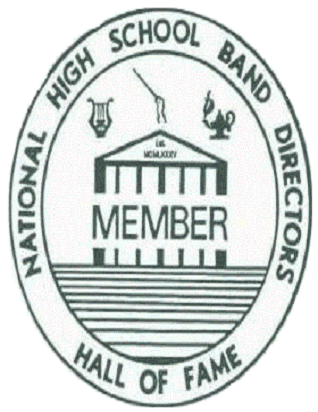 NATIONAL HIGH SCHOOL BAND DIRECTORS
MEMBER
HALL OF FAME